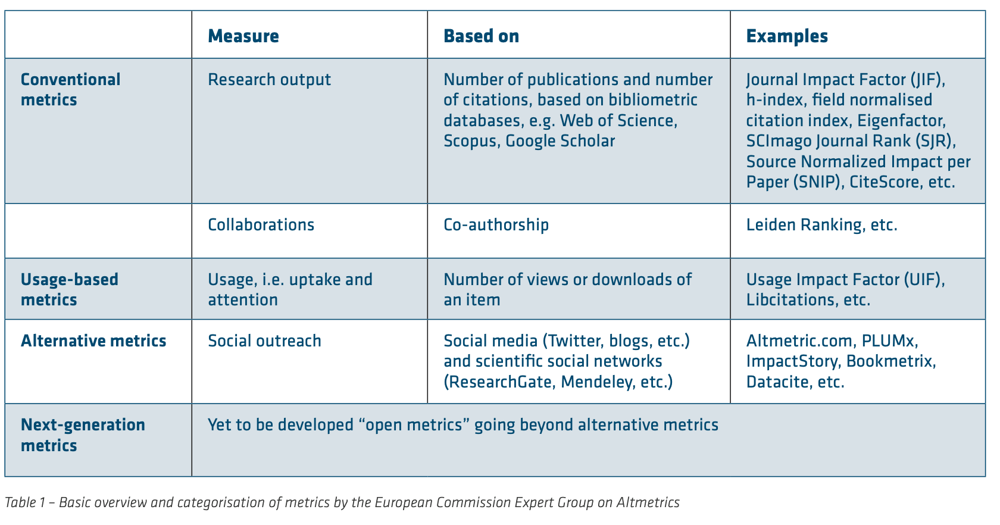 Measure
Based on
Examples
Conventional
metrics
Research output
Number of publications and number
of citations, based on bibliometric
databases, e.g. Web of Science,
Scopus, Google Scholar
Journal Impact Factor (JIF),
h-index, field normalised
citation index, Eigenfactor,
SCImago Journal Rank (SJR),
Source Normalized Impact per
Paper (SNIP), CiteScore, etc.
Collaborations
Co-authorship
Leiden Ranking, etc.
Usage-based
metrics
Usage, i.e. uptake and
attention
Number of views or downloads of
an item
Usage Impact Factor (UIF),
Libcitations, etc.
Alternative metrics
Social outreach
Social media (Twitter, blogs, etc.)
and scientific social networks
(ResearchGate, Mendeley, etc.)
Altmetric.com, PLUMx,
ImpactStory, Bookmetrix,
Datacite, etc.
Next-generation
metrics
Yet to be developed “open metrics” going beyond alternative metrics
Table 1 – Basic overview and categorisation of metrics by the European Commission Expert Group on Altmetrics